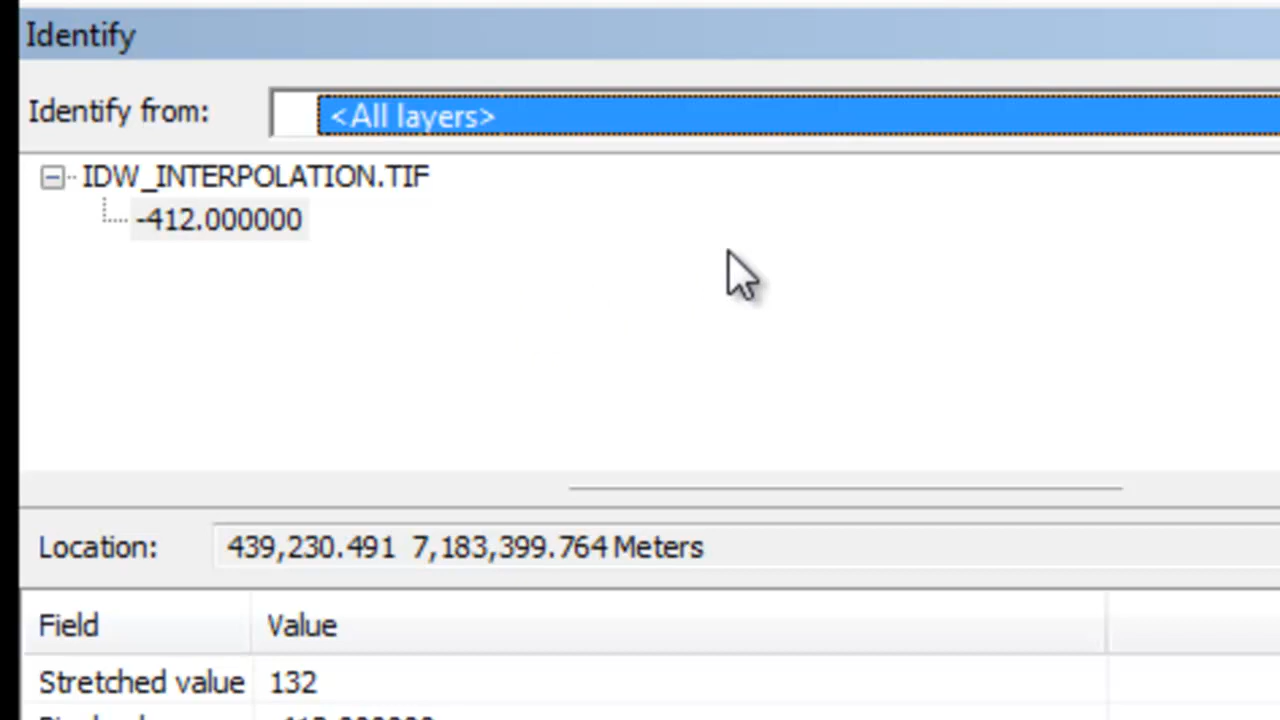 Identify
Identify from: <All layers>
IDW_INTERPOLATION.TIF
-412.000000
Location: 439,230.491 7,183,399.764 Meters
Field Value
Stretched value 132